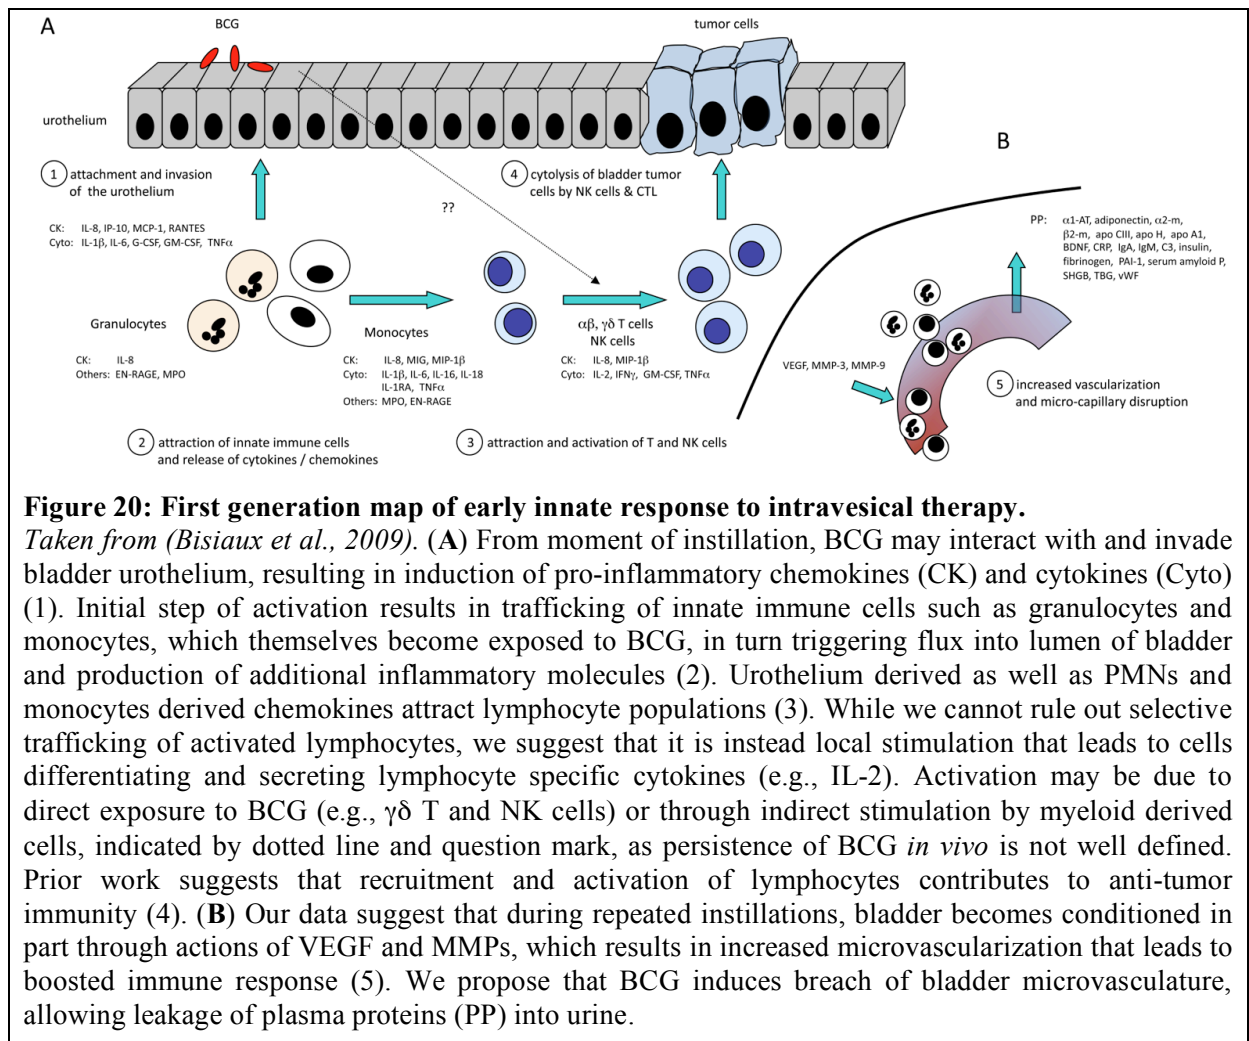 A
BCG
tumor cells
urothelium
B
1 attachment and invasion
of the urothelium
4 cytolysis of bladder tumor
cells by NK cells & CTL
??
CK: IL-8, IP-10, MCP-1, RANTES
Cyto: IL-1β, IL-6, G-CSF, GM-CSF, TNFα
PP: α1-AT, adiponectin, α2-m,
β2-m, apo CIII, apo H, apo A1,
BDNF, CRP, IgA, IgM, C3, insulin,
fibrinogen, PAI-1, serum amyloid P,
SHGB, TBG, vWF
Granulocytes
CK: IL-8
Others: EN-RAGE, MPO
Monocytes
CK: IL-8, MIG, MIP-1β
Cyto: IL-1β, IL-6, IL-16, IL-18
IL-1RA, TNFα
Others: MPO, EN-RAGE
αβ, γδ T cells
NK cells
CK: IL-8, MIP-1β
Cyto: IL-2, IFNγ, GM-CSF, TNFα
VEGF, MMP-3, MMP-9
5 increased vascularization
and micro-capillary disruption
2 attraction of innate immune cells
and release of cytokines / chemokines
3 attraction and activation of T and NK cells
Figure 20: First generation map of early innate response to intravesical therapy.
Taken from (Bisiaux et al., 2009). (A) From moment of instillation, BCG may interact with and invade
bladder urothelium, resulting in induction of pro-inflammatory chemokines (CK) and cytokines (Cyto)
(1). Initial step of activation results in trafficking of innate immune cells such as granulocytes and
monocytes, which themselves become exposed to BCG, in turn triggering flux into lumen of bladder
and production of additional inflammatory molecules (2). Urothelium derived as well as PMNs and
monocytes derived chemokines attract lymphocyte populations (3). While we cannot rule out selective
trafficking of activated lymphocytes, we suggest that it is instead local stimulation that leads to cells
differentiating and secreting lymphocyte specific cytokines (e.g., IL-2). Activation may be due to
direct exposure to BCG (e.g., γδ T and NK cells) or through indirect stimulation by myeloid derived
cells, indicated by dotted line and question mark, as persistence of BCG in vivo is not well defined.
Prior work suggests that recruitment and activation of lymphocytes contributes to anti-tumor
immunity (4). (B) Our data suggest that during repeated instillations, bladder becomes conditioned in
part through actions of VEGF and MMPs, which results in increased microvascularization that leads to
boosted immune response (5). We propose that BCG induces breach of bladder microvasculature,
allowing leakage of plasma proteins (PP) into urine.